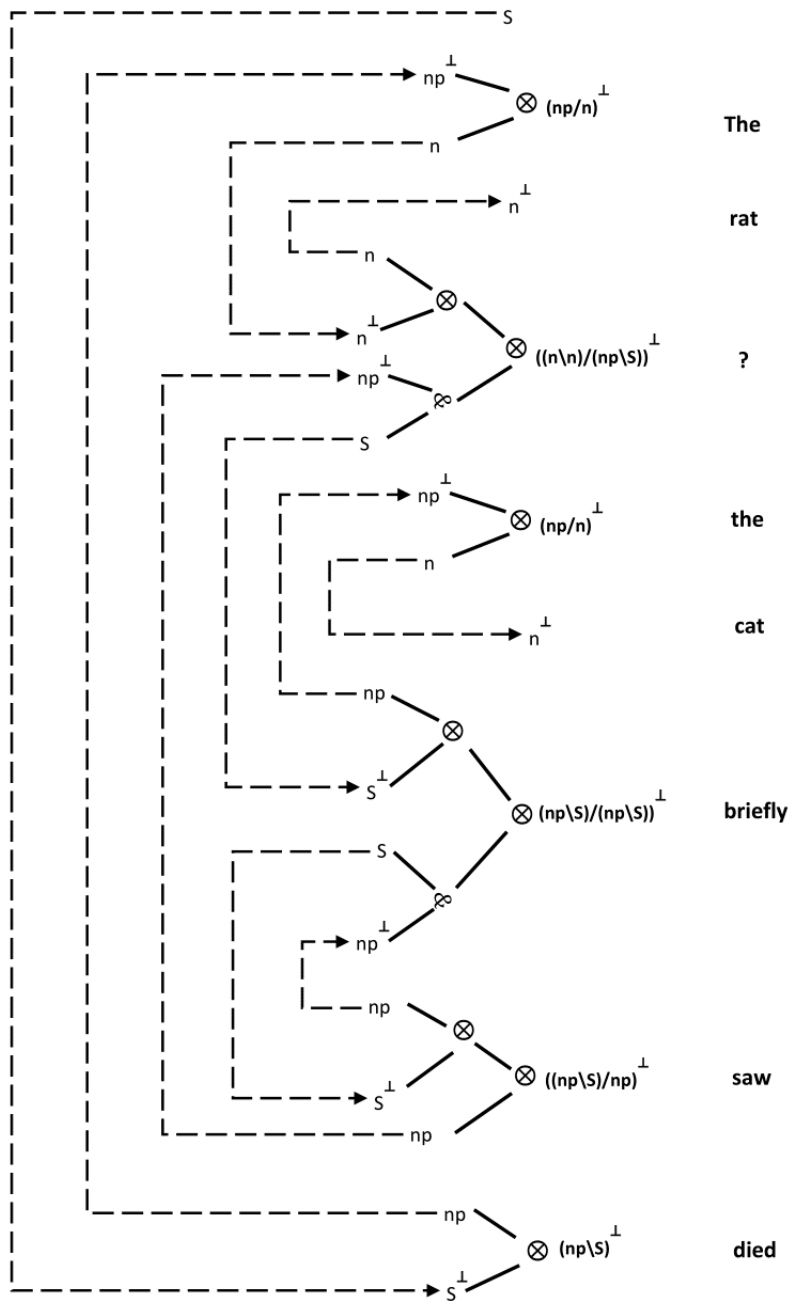 S
np⊥
⊗ (np/n)⊥
The
n
n⊥
rat
n
⊗
n⊥
⊗ ((n\n)/(np\S))⊥
?
np⊥
⅋
S
np⊥
⊗ (np/n)⊥
the
n
cat
n⊥
np
⊗
S⊥
⊗ (np\S)/(np\S))⊥
briefly
S
⅋
np⊥
np
⊗
⊗ ((np\S)/np)⊥
saw
S⊥
np
np
⊗ (np\S)⊥
died
S⊥